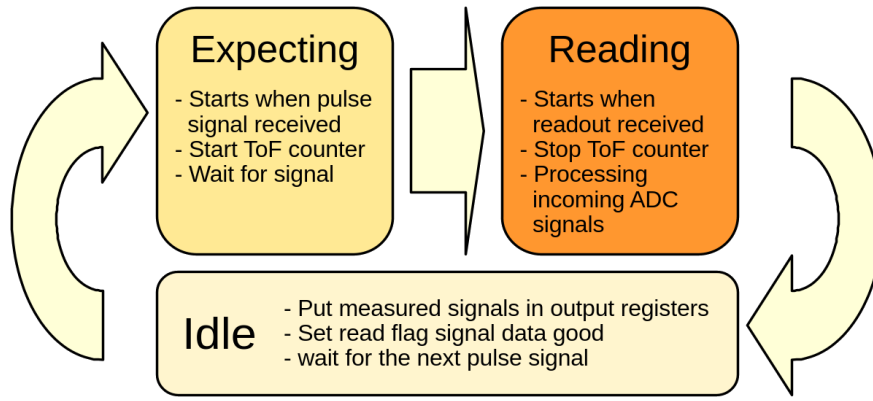 Expecting
- Starts when pulse
signal received
- Start ToF counter
- Wait for signal
Reading
- Starts when
readout received
- Stop ToF counter
- Processing
incoming ADC
signals
Idle
- Put measured signals in output registers
- Set read flag signal data good
- wait for the next pulse signal